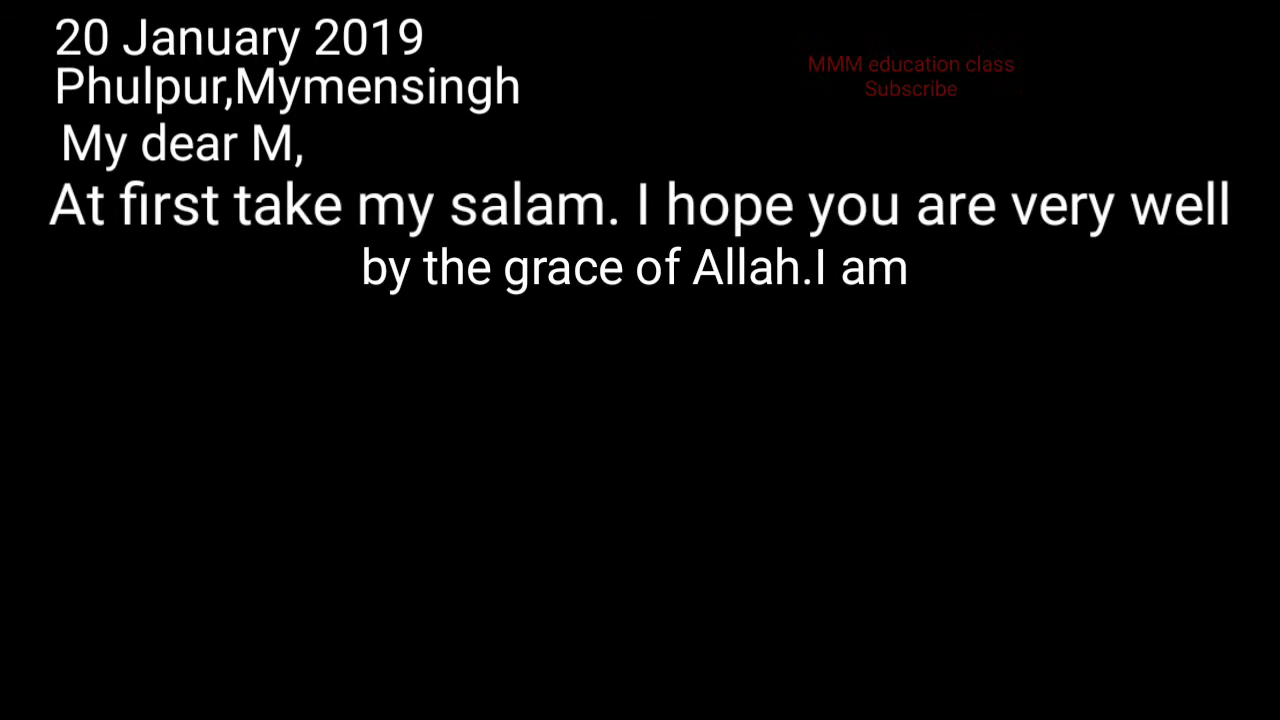 20 January 2019
Phulpur,Mymensingh
MMM education class
Subscribe
My dear M,
At first take my salam. I hope you are very well
by the grace of Allah.I am